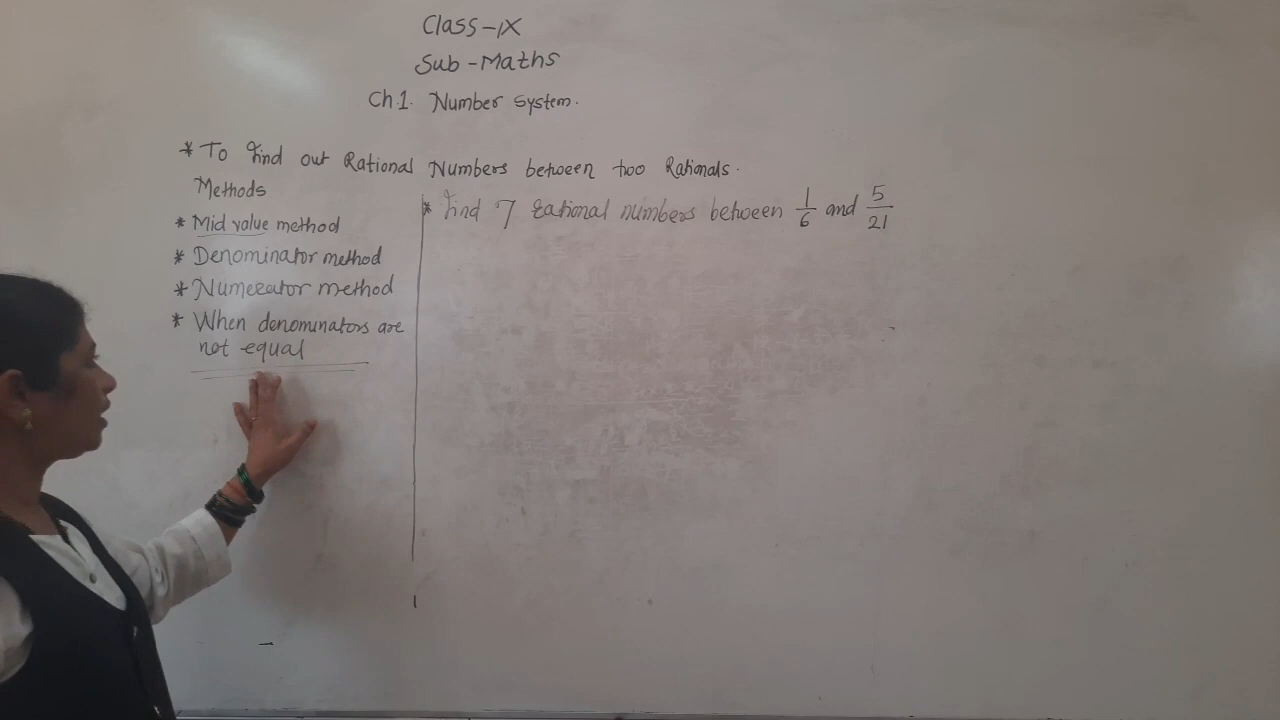 Class-IX
Sub-Maths
Ch.1. Number System.
* To find out Rational Numbers between two Rationals.
Methods
* Mid value method
* Denominator method
* Numerator method
* When denominators are
not equal
* Find 7 rational numbers between 1/6 and 5/21